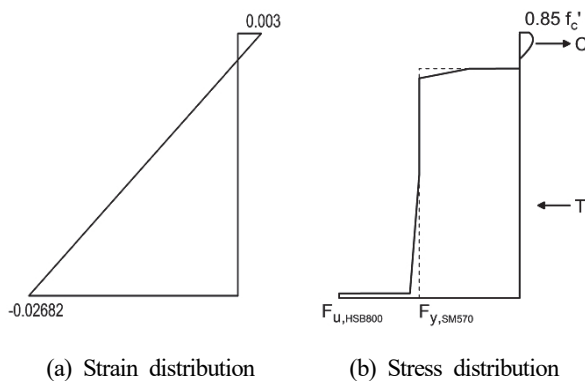 0.003
-0.02682
(a) Strain distribution
0.85 fc'
C
T
Fu,HSB800
Fy,SM570
(b) Stress distribution